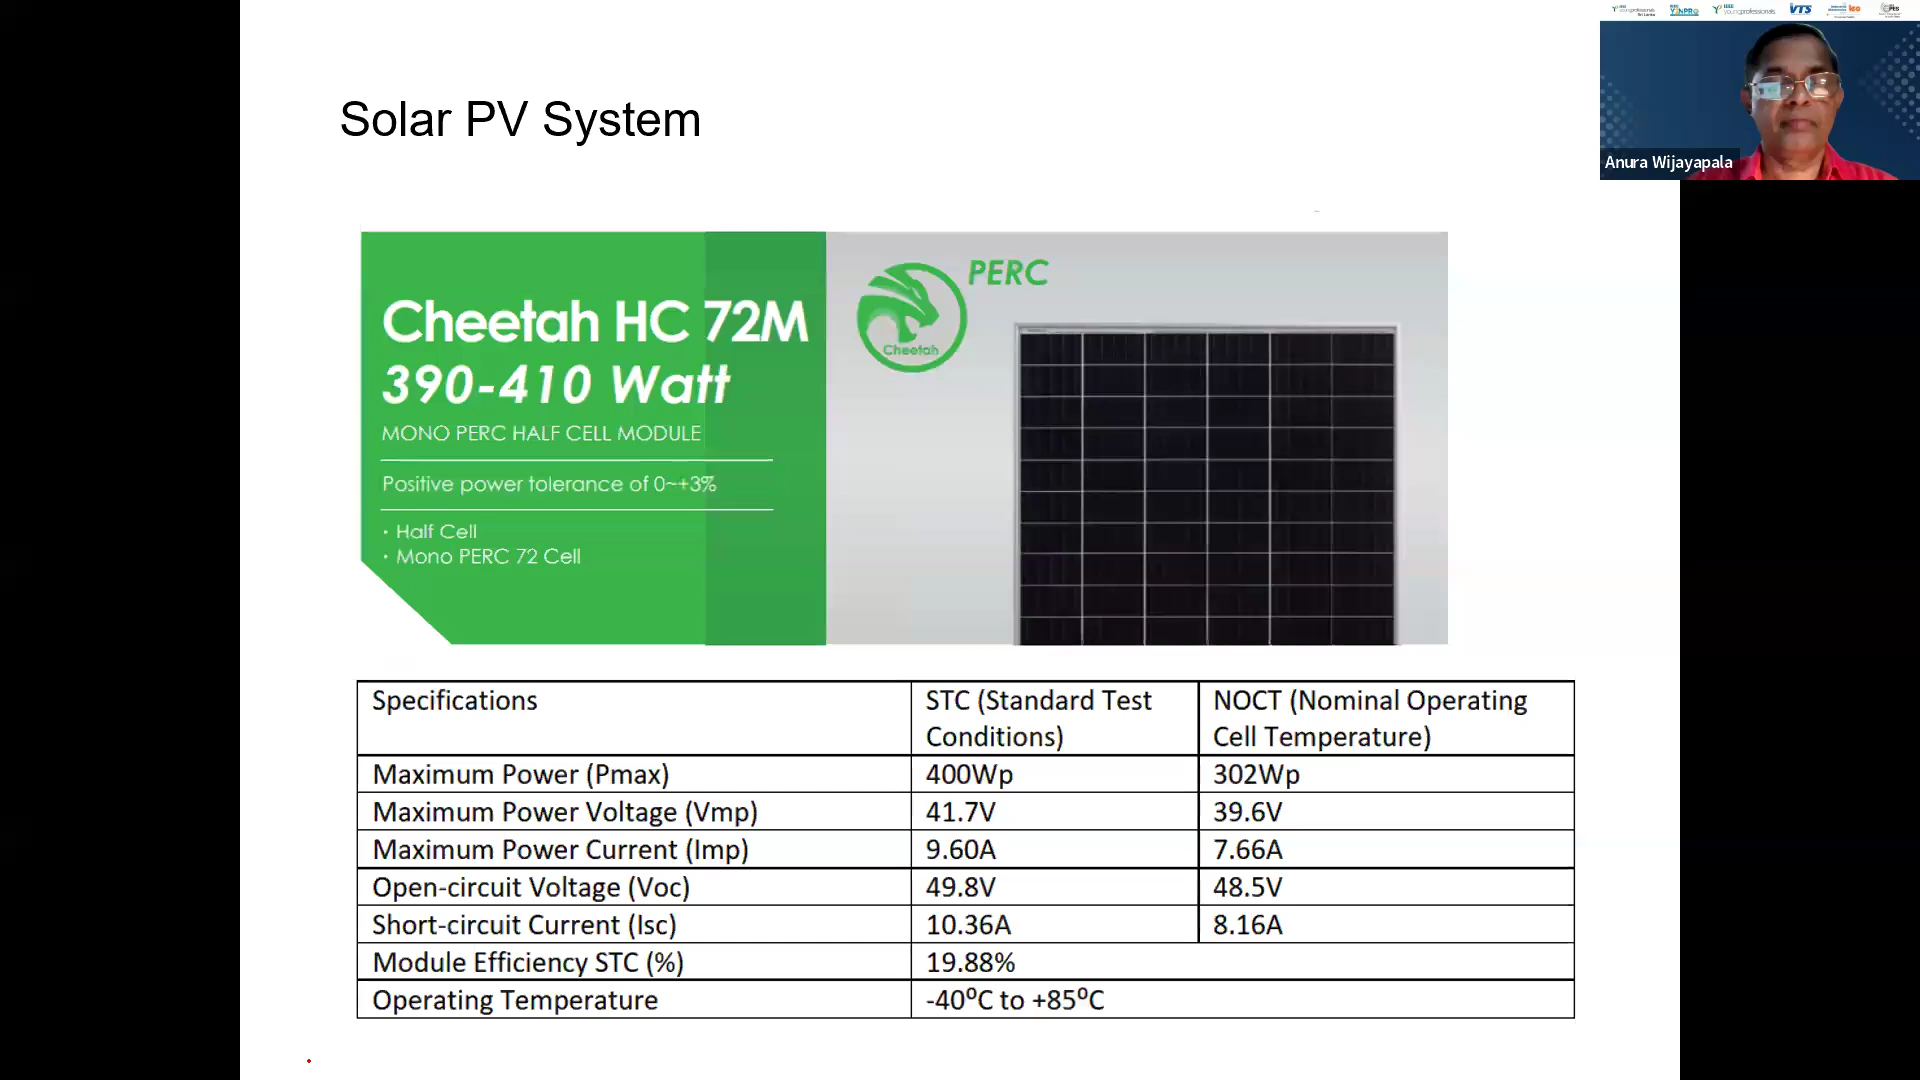 Solar PV System
Anura Wijayapala
VTS
PERC
Cheetah
Cheetah HC 72M
390-410 Watt
MONO PERC HALF CELL MODULE
Positive power tolerance of 0~+3%
· Half Cell
· Mono PERC 72 Cell
Specifications
STC (Standard Test
Conditions)
NOCT (Nominal Operating
Cell Temperature)
Maximum Power (Pmax) 400Wp 302Wp
Maximum Power Voltage (Vmp) 41.7V 39.6V
Maximum Power Current (Imp) 9.60A 7.66A
Open-circuit Voltage (Voc) 49.8V 48.5V
Short-circuit Current (Isc) 10.36A 8.16A
Module Efficiency STC (%) 19.88%
Operating Temperature -40⁰C to +85⁰C